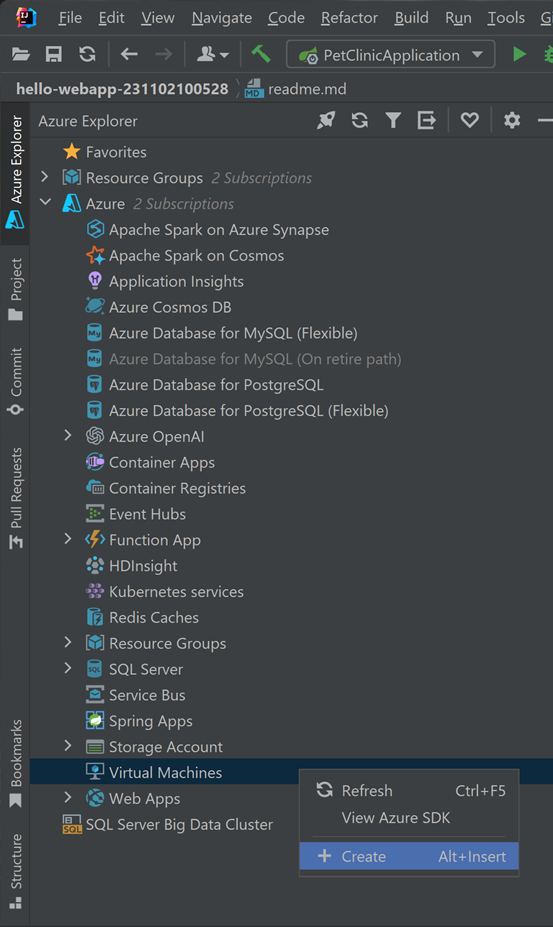 File Edit View Navigate Code Refactor Build Run Tools
PetClinicApplication
hello-webapp-231102100528 readme.md
Azure Explorer
Azure Explorer
Project
Commit
Pull Requests
Bookmarks
Structure
Favorites
Resource Groups 2 Subscriptions
Azure 2 Subscriptions
Apache Spark on Azure Synapse
Apache Spark on Cosmos
Application Insights
Azure Cosmos DB
Azure Database for MySQL (Flexible)
Azure Database for MySQL (On retire path)
Azure Database for PostgreSQL
Azure Database for PostgreSQL (Flexible)
Azure OpenAI
Container Apps
Container Registries
Event Hubs
Function App
HDInsight
Kubernetes services
Redis Caches
Resource Groups
SQL Server
Service Bus
Spring Apps
Storage Account
Virtual Machines
Web Apps
SQL Server Big Data Cluster
Refresh Ctrl+F5
View Azure SDK
Create Alt+Insert